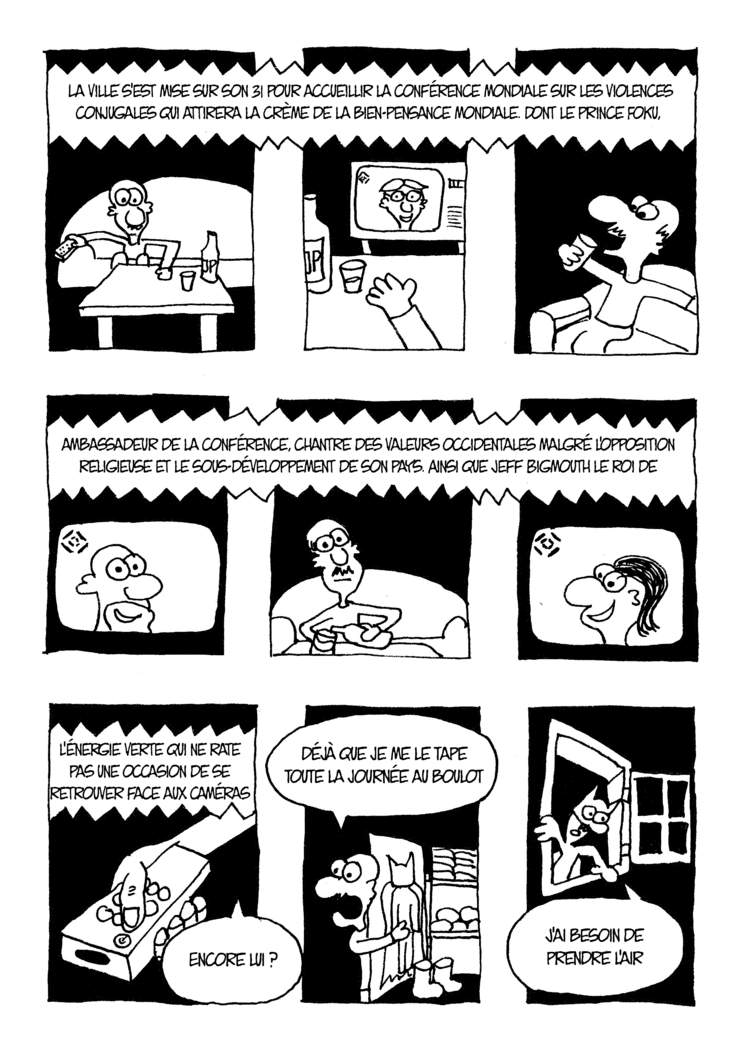 LA VILLE S'EST MISE SUR SON 31 POUR ACCUEILLIR LA CONFÉRENCE MONDIALE SUR LES VIOLENCES
CONJUGALES QUI ATTIRERA LA CRÈME DE LA BIEN-PENSANCE MONDIALE. DONT LE PRINCE FOKU,
JP
JP
AMBASSADEUR DE LA CONFÉRENCE, CHANTRE DES VALEURS OCCIDENTALES MALGRÉ L'OPPOSITION
RELIGIEUSE ET LE SOUS-DÉVELOPPEMENT DE SON PAYS. AINSI QUE JEFF BIGMOUTH LE ROI DE
L'ÉNERGIE VERTE QUI NE RATE
PAS UNE OCCASION DE SE
RETROUVER FACE AUX CAMÉRAS
ENCORE LUI ?
DÉJÀ QUE JE ME LE TAPE
TOUTE LA JOURNÉE AU BOULOT
J'AI BESOIN DE
PRENDRE L'AIR